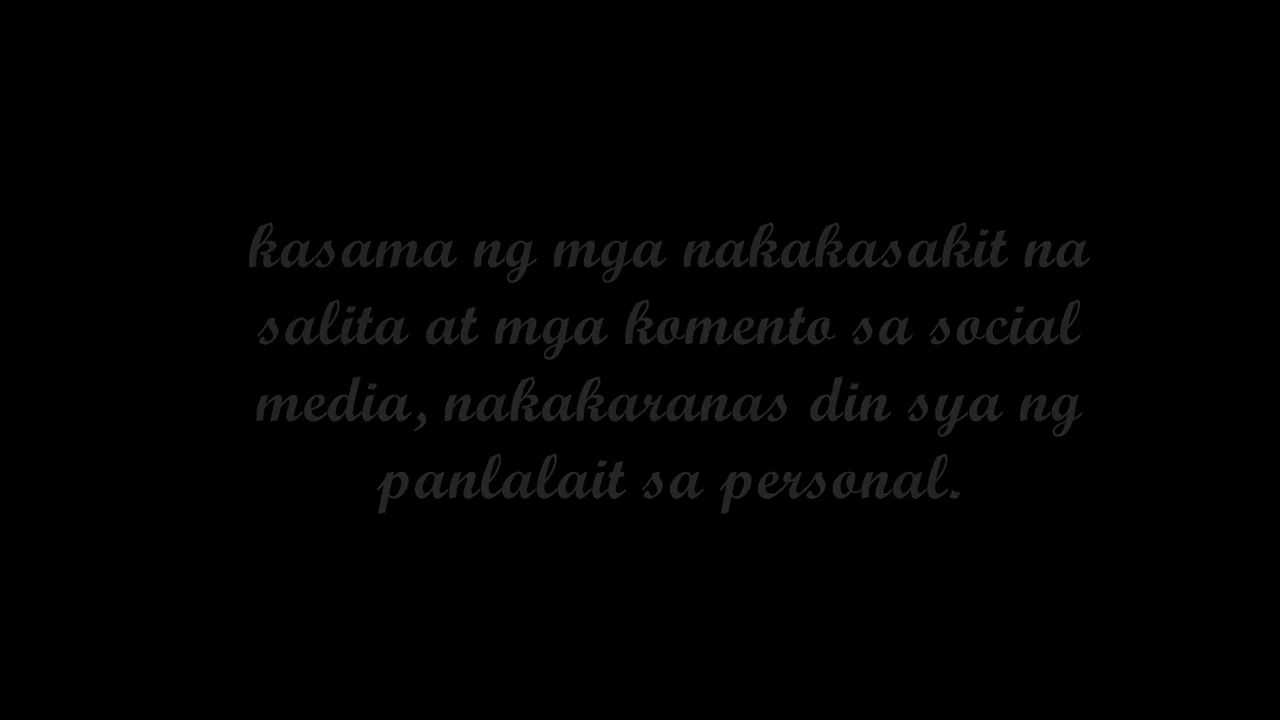 kasama ng mga nakakasakit na
salita at mga komento sa social
media, nakakaranas din sya ng
panlalait sa personal.